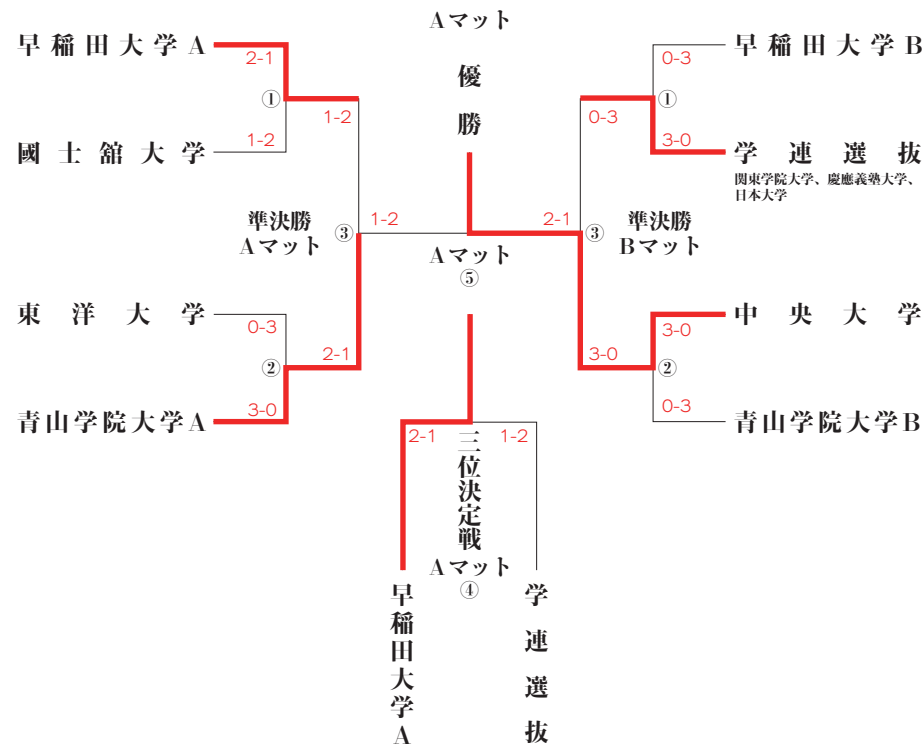 Aマット
優勝
早稲田大学A
2-1
①
1-2
1-2
國士舘大学
準決勝
Aマット
③
1-2
東洋大学
0-3
②
2-1
3-0
青山学院大学A
早稲田大学B
0-3
①
0-3
3-0
学連選抜
関東学院大学、慶應義塾大学、
日本大学
2-1
③
準決勝
Bマット
中央大学
3-0
3-0
②
0-3
青山学院大学B
Aマット
⑤
2-1
1-2
三位決定戦
Aマット
④
早稲田大学A
学連選抜